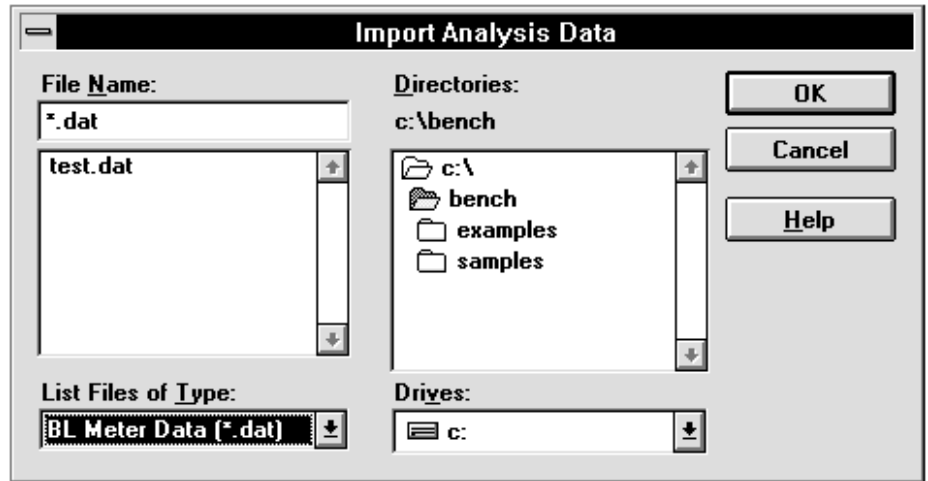 Import Analysis Data
File Name:
*.dat
test.dat
List Files of Type:
BL Meter Data (*.dat)
Directories:
c:\bench
c:\
bench
examples
samples
Drives:
c:
OK
Cancel
Help